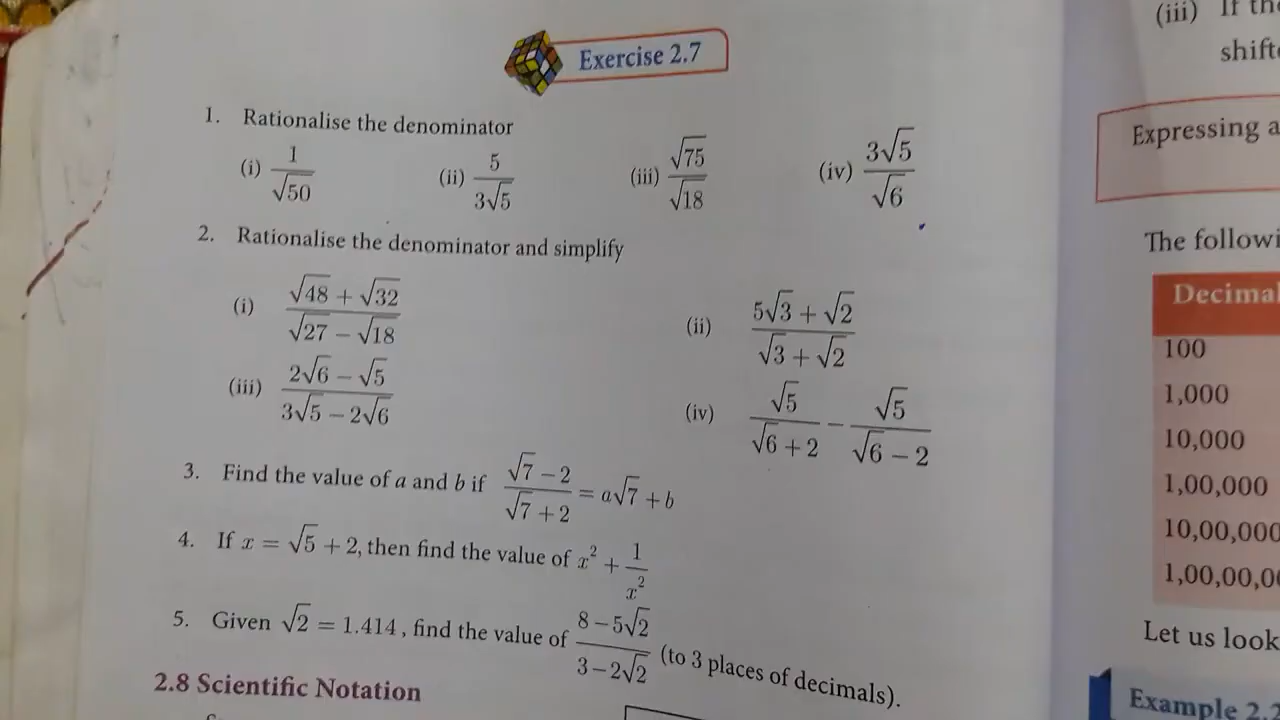 Exercise 2.7
1. Rationalise the denominator
(i) 1/√50 (ii) 5/3√5 (iii) √75/√18 (iv) 3√5/√6
2. Rationalise the denominator and simplify
(i) (√48 + √32)/(√27 − √18) (ii) (5√3 + √2)/(√3 + √2)
(iii) (2√6 − √5)/(3√5 − 2√6) (iv) √5/(√6 + 2) − √5/(√6 − 2)
3. Find the value of a and b if (√7 − 2)/(√7 + 2) = a√7 + b
4. If x = √5 + 2, then find the value of x² + 1/x²
5. Given √2 = 1.414, find the value of (8 − 5√2)/(3 − 2√2) (to 3 places of decimals).
2.8 Scientific Notation
(iii) If
Expressing a
The
100
1,000
10,000
1,00,000
10,00,000
Let us look
Example